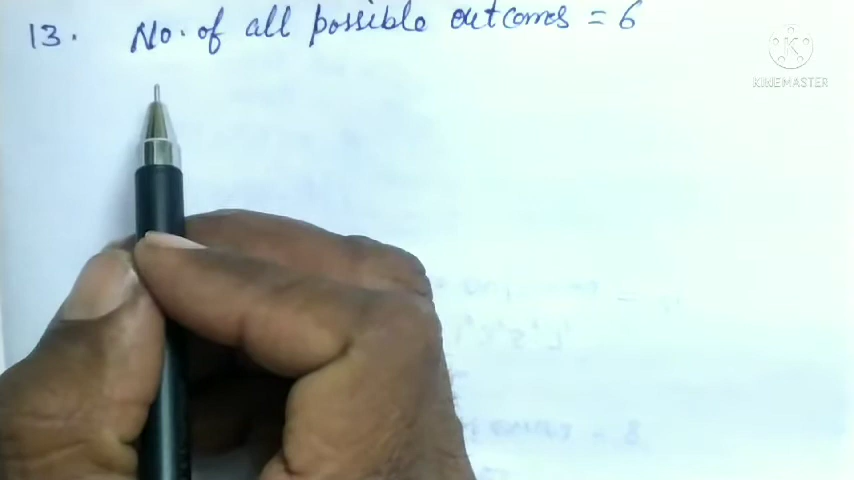 13. No. of all possible outcomes = 6
K
KINEMASTER